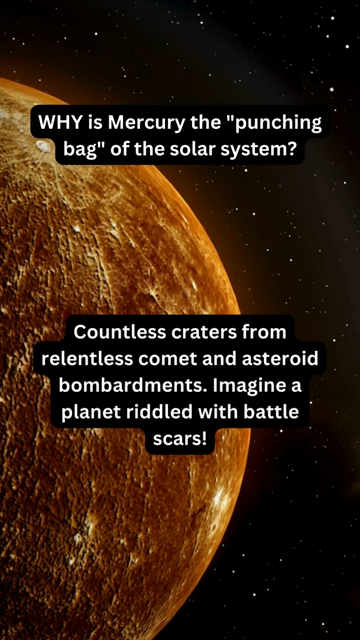 WHY is Mercury the "punching
bag" of the solar system?
Countless craters from
relentless comet and asteroid
bombardments. Imagine a
planet riddled with battle
scars!